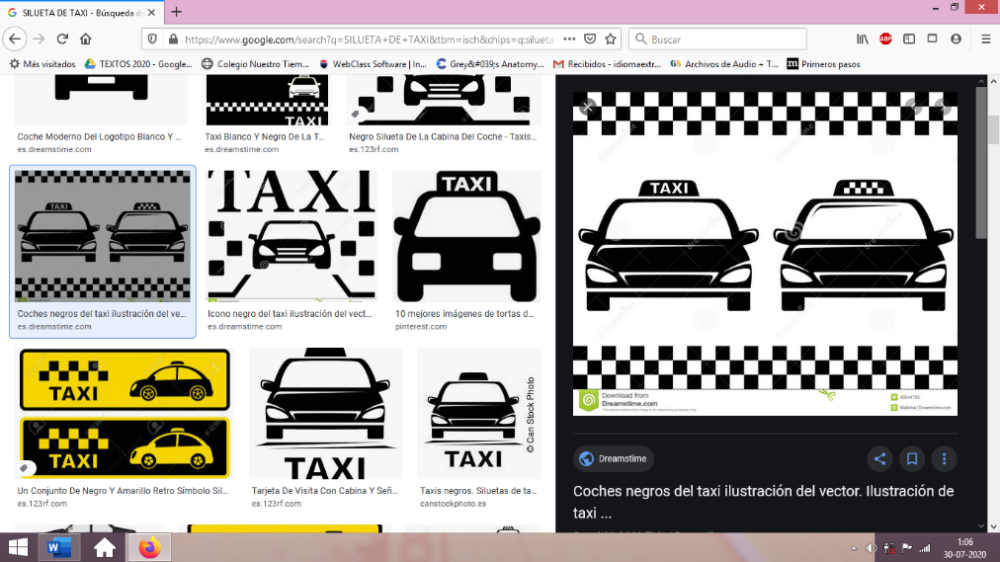 SILUETA DE TAXI - Búsqueda d
https://www.google.com/search?q=SILUETA+DE+TAXI&tbm=isch&chips=q:silueta
Buscar
Más visitados
TEXTOS 2020 - Google...
Colegio Nuestro Tiem...
WebClass Software | In...
Grey&#039;s Anatomy...
Recibidos - idiomaextr...
Archivos de Audio + T...
Primeros pasos
TAXI
Coche Moderno Del Logotipo Blanco Y ...
es.dreamstime.com
Taxi Blanco Y Negro De La T...
es.dreamstime.com
Negro Silueta De La Cabina Del Coche - Taxis...
es.123rf.com
TAXI
TAXI
TAXI
TAXI
Coches negros del taxi ilustración del ve...
es.dreamstime.com
Icono negro del taxi ilustración del vect...
es.dreamstime.com
10 mejores imágenes de tortas d...
pinterest.com
TAXI
TAXI
TAXI
TAXI
© Can Stock Photo
Un Conjunto De Negro Y Amarillo Retro Símbolo Sil...
es.123rf.com
Tarjeta De Visita Con Cabina Y Señ...
es.123rf.com
Taxis negros. Siluetas de ta...
canstockphoto.es
Download from
Dreamstime.com
Dreamstime
Coches negros del taxi ilustración del vector. Ilustración de
taxi ...
1:06
30-07-2020